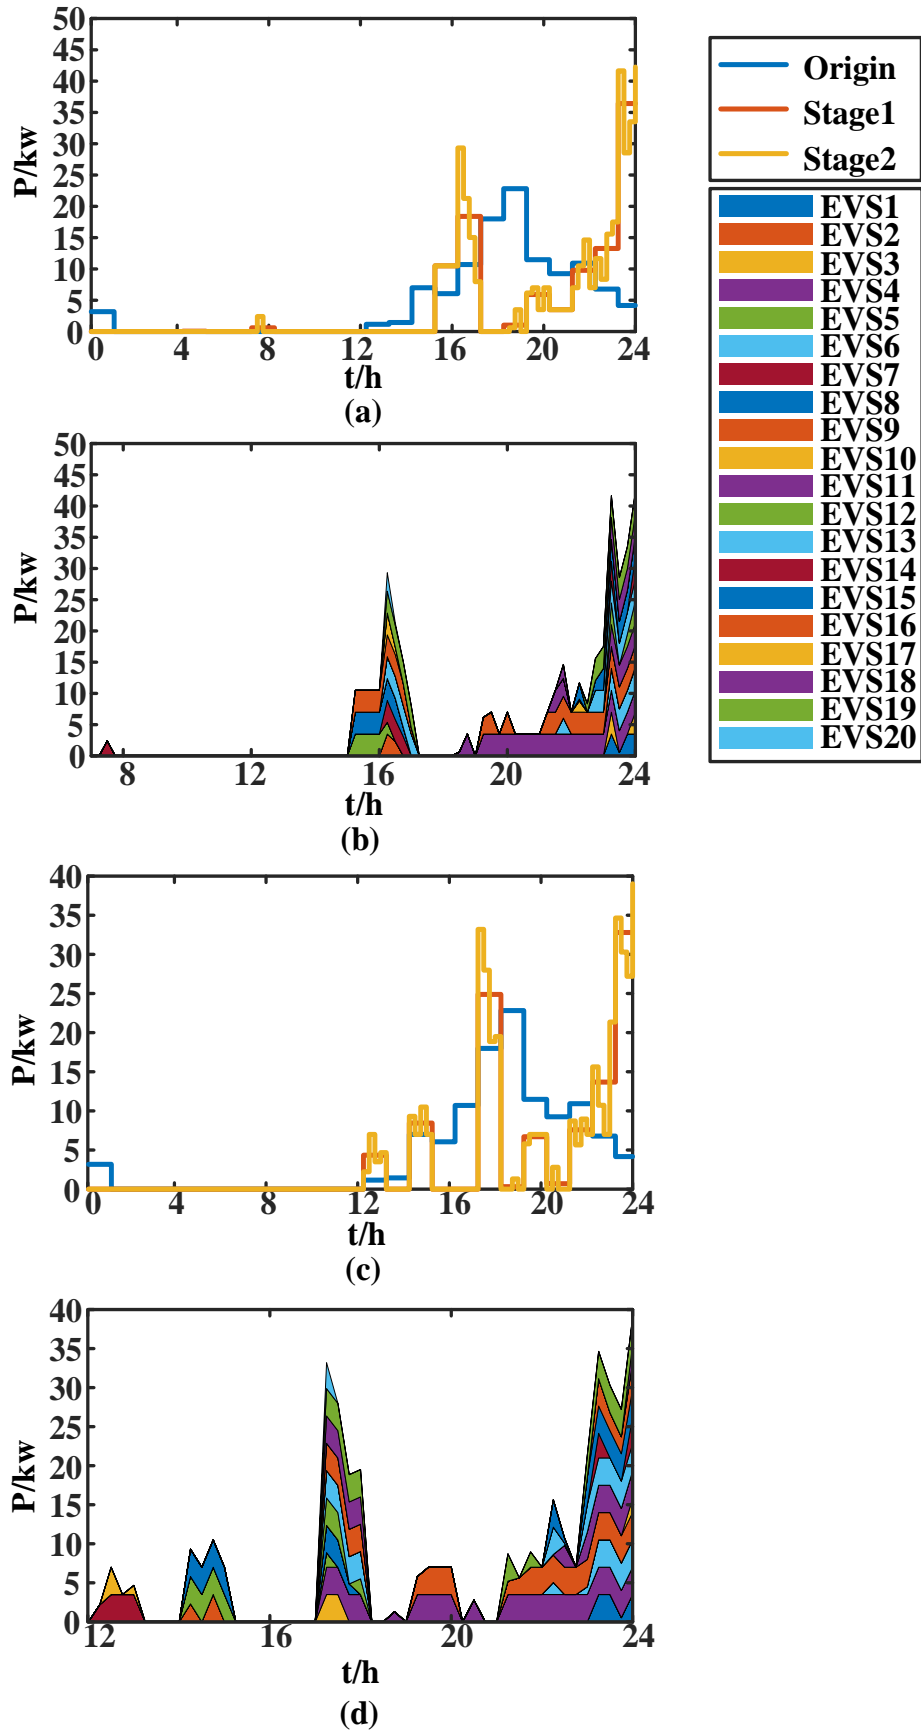 50
45
40
35
30
25
20
15
10
5
0
P/kw
0 4 8 12 16 20 24
t/h
(a)
Origin
Stage1
Stage2
EVS1
EVS2
EVS3
EVS4
EVS5
EVS6
EVS7
EVS8
EVS9
EVS10
EVS11
EVS12
EVS13
EVS14
EVS15
EVS16
EVS17
EVS18
EVS19
EVS20
50
45
40
35
30
25
20
15
10
5
0
P/kw
8 12 16 20 24
t/h
(b)
40
35
30
25
20
15
10
5
0
P/kw
0 4 8 12 16 20 24
t/h
(c)
40
35
30
25
20
15
10
5
0
P/kw
12 16 20 24
t/h
(d)